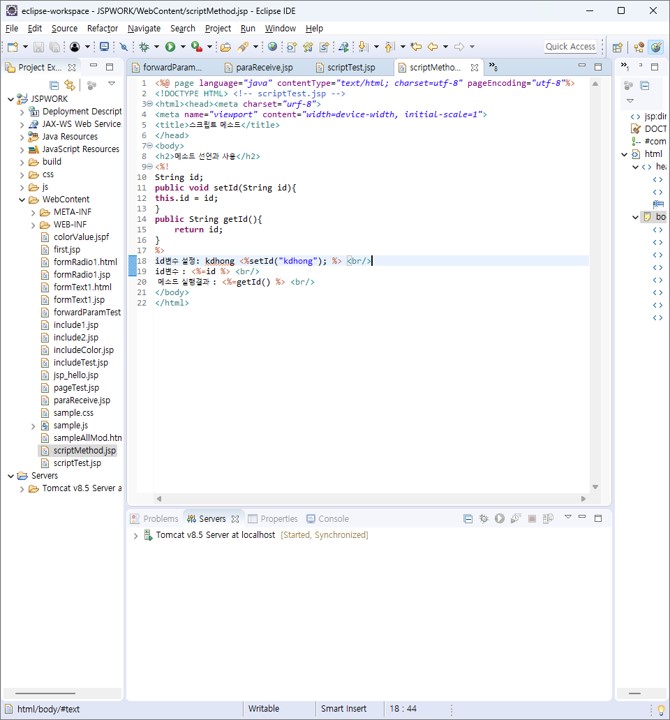 eclipse-workspace - JSPWORK/WebContent/scriptMethod.jsp - Eclipse IDE
File Edit Source Refactor Navigate Search Project Run Window Help
Quick Access
Project Ex...
JSPWORK
Deployment Descript
JAX-WS Web Service
Java Resources
JavaScript Resources
build
css
js
WebContent
META-INF
WEB-INF
colorValue.jspf
first.jsp
formRadio1.html
formRadio1.jsp
formText1.html
formText1.jsp
forwardParamTest
include1.jsp
include2.jsp
includeColor.jsp
includeTest.jsp
jsp_hello.jsp
pageTest.jsp
paraReceive.jsp
sample.css
sample.js
sampleAllMod.htm
scriptMethod.jsp
scriptTest.jsp
Servers
Tomcat v8.5 Server a
forwardParam... paraReceive.jsp scriptTest.jsp scriptMetho... »8
1 <%@ page language="java" contentType="text/html; charset=utf-8" pageEncoding="utf-8"%>
2 <!DOCTYPE HTML> <!-- scriptTest.jsp -->
3 <html><head><meta charset="urf-8">
4 <meta name="viewport" content="width=device-width, initial-scale=1">
5 <title>스크립트 메소드</title>
6 </head>
7 <body>
8 <h2>메소드 선언과 사용</h2>
9 <%!
10 String id;
11 public void setId(String id){
12 this.id = id;
13 }
14 public String getId(){
15 return id;
16 }
17 %>
18 id변수 설정: kdhong <%setId("kdhong"); %> <br/>
19 id변수 : <%=id %> <br/>
20 메소드 실행결과 : <%=getId() %> <br/>
21 </body>
22 </html>
»1
jsp:dir
DOCT
#com
html
hea
bo
Problems Servers Properties Console
Tomcat v8.5 Server at localhost [Started, Synchronized]
html/body/#text Writable Smart Insert 18 : 44